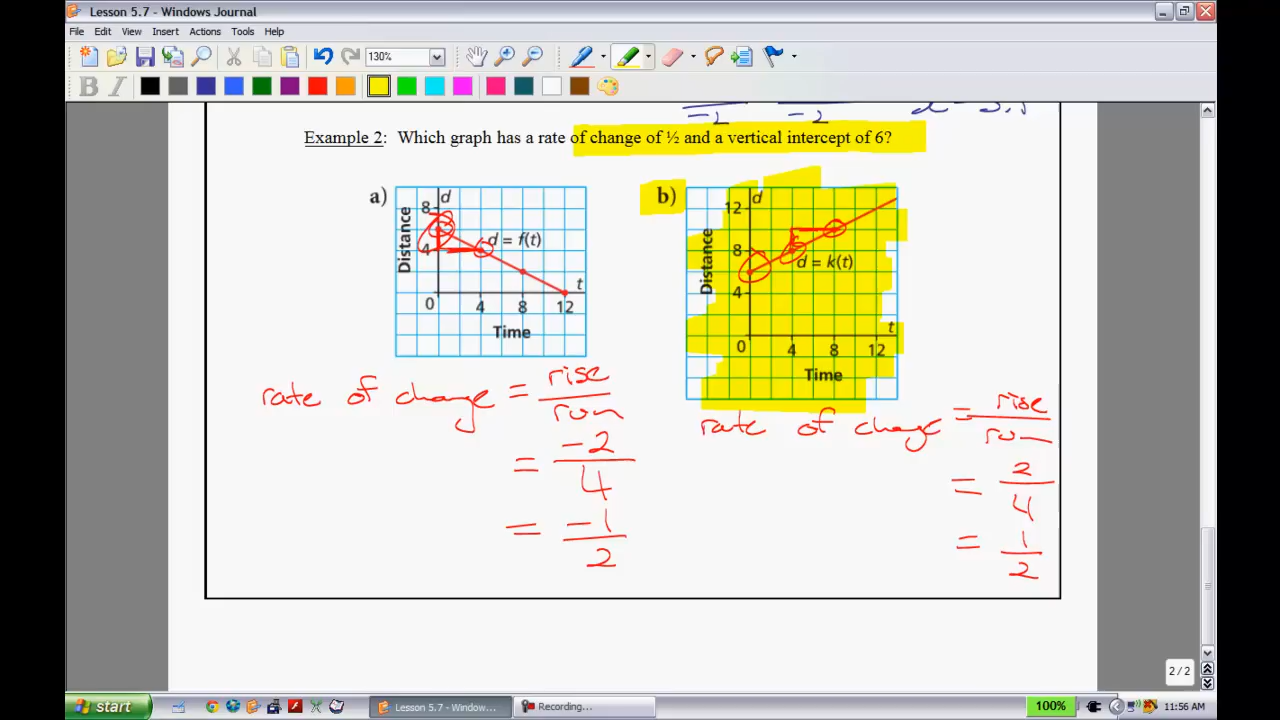 Lesson 5.7 - Windows Journal
File Edit View Insert Actions Tools Help
130%
B I
Example 2: Which graph has a rate of change of ½ and a vertical intercept of 6?
a)
d
8
4
Distance
d = f(t)
t
0 4 8 12
Time
b)
d
12
8
4
Distance
d = k(t)
t
0 4 8 12
Time
rate of change = rise
run
= -2
4
= -1
2
rate of change = rise
run
= 2
4
= 1
2
2/2
start
Lesson 5.7 - Window...
Recording...
100%
11:56 AM